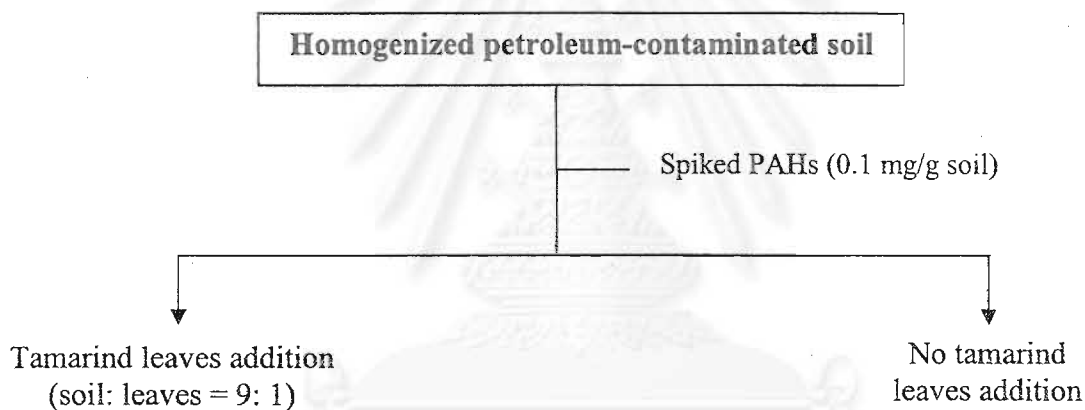 Homogenized petroleum-contaminated soil
Spiked PAHs (0.1 mg/g soil)
Tamarind leaves addition
(soil: leaves = 9: 1)
No tamarind
leaves addition